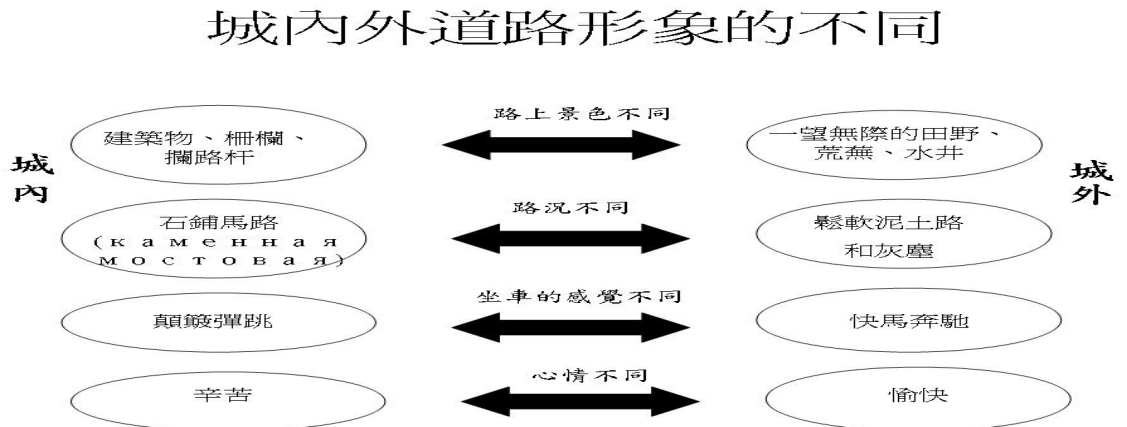 城內外道路形象的不同
路上景色不同
建築物、柵欄、
攔路杆
一望無際的田野、
荒蕪、水井
城
內
城
外
路況不同
石鋪馬路
(каменная
мостовая)
鬆軟泥土路
和灰塵
坐車的感覺不同
顛簸彈跳
快馬奔馳
心情不同
辛苦
愉快